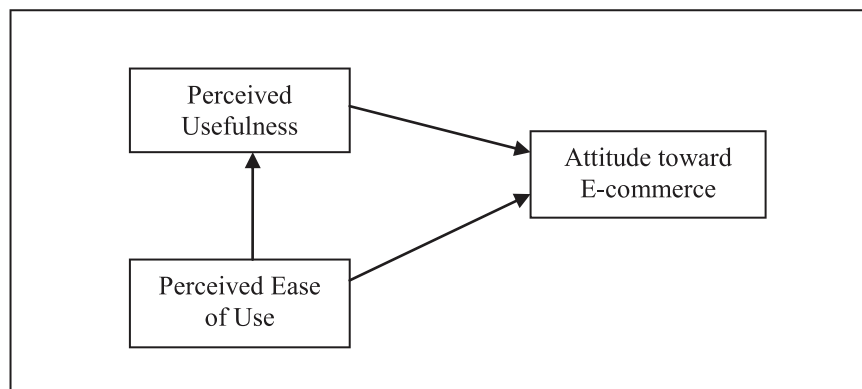 Perceived
Usefulness
Attitude toward
E-commerce
Perceived Ease
of Use